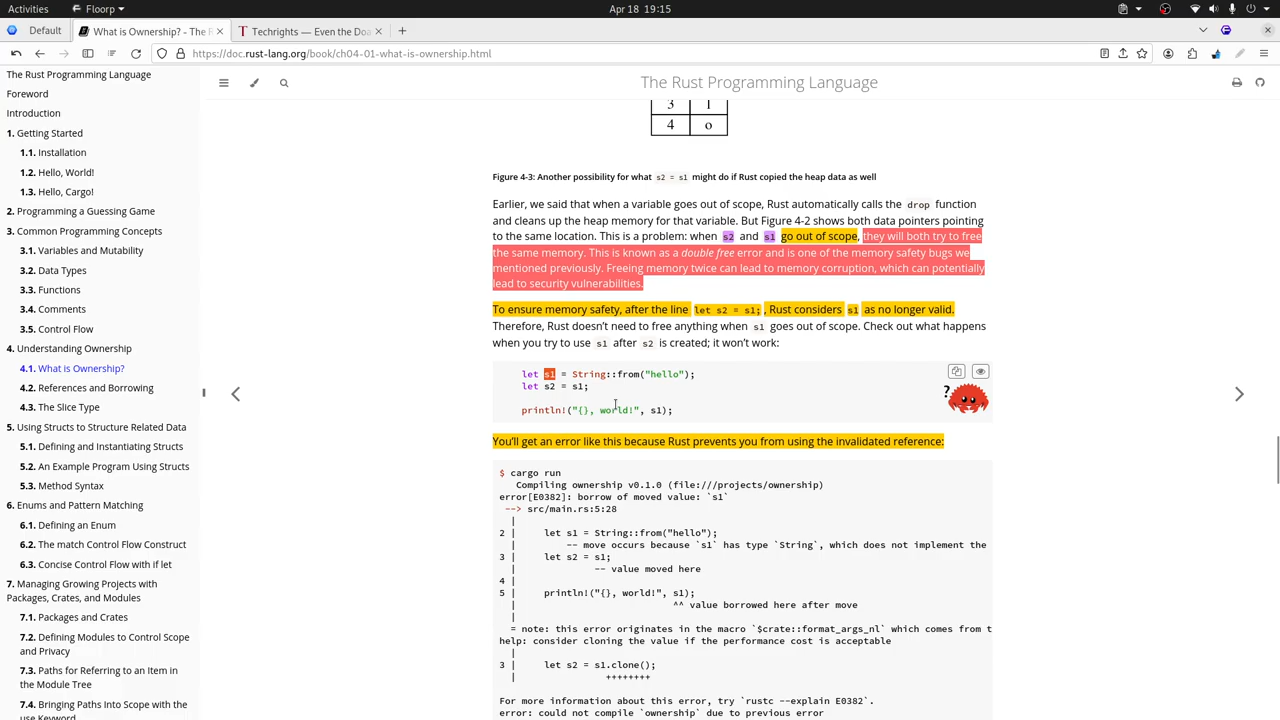 Activities
Floorp
Apr 18 19:15
Default
What is Ownership? - The R
Techrights — Even the Doa
https://doc.rust-lang.org/book/ch04-01-what-is-ownership.html
The Rust Programming Language
Foreword
Introduction
1. Getting Started
1.1. Installation
1.2. Hello, World!
1.3. Hello, Cargo!
2. Programming a Guessing Game
3. Common Programming Concepts
3.1. Variables and Mutability
3.2. Data Types
3.3. Functions
3.4. Comments
3.5. Control Flow
4. Understanding Ownership
4.1. What is Ownership?
4.2. References and Borrowing
4.3. The Slice Type
5. Using Structs to Structure Related Data
5.1. Defining and Instantiating Structs
5.2. An Example Program Using Structs
5.3. Method Syntax
6. Enums and Pattern Matching
6.1. Defining an Enum
6.2. The match Control Flow Construct
6.3. Concise Control Flow with if let
7. Managing Growing Projects with
Packages, Crates, and Modules
7.1. Packages and Crates
7.2. Defining Modules to Control Scope
and Privacy
7.3. Paths for Referring to an Item in
the Module Tree
7.4. Bringing Paths Into Scope with the
use Keyword
The Rust Programming Language
3 l
4 o
Figure 4-3: Another possibility for what s2 = s1 might do if Rust copied the heap data as well
Earlier, we said that when a variable goes out of scope, Rust automatically calls the drop function
and cleans up the heap memory for that variable. But Figure 4-2 shows both data pointers pointing
to the same location. This is a problem: when s2 and s1 go out of scope, they will both try to free
the same memory. This is known as a double free error and is one of the memory safety bugs we
mentioned previously. Freeing memory twice can lead to memory corruption, which can potentially
lead to security vulnerabilities.
To ensure memory safety, after the line let s2 = s1; , Rust considers s1 as no longer valid.
Therefore, Rust doesn’t need to free anything when s1 goes out of scope. Check out what happens
when you try to use s1 after s2 is created; it won’t work:
let s1 = String::from("hello");
let s2 = s1;
println!("{}, world!", s1);
?
You’ll get an error like this because Rust prevents you from using the invalidated reference:
$ cargo run
Compiling ownership v0.1.0 (file:///projects/ownership)
error[E0382]: borrow of moved value: `s1`
--> src/main.rs:5:28
|
2 | let s1 = String::from("hello");
| -- move occurs because `s1` has type `String`, which does not implement the
3 | let s2 = s1;
| -- value moved here
4 |
5 | println!("{}, world!", s1);
| ^^ value borrowed here after move
|
= note: this error originates in the macro `$crate::format_args_nl` which comes from t
help: consider cloning the value if the performance cost is acceptable
|
3 | let s2 = s1.clone();
| ++++++++
For more information about this error, try `rustc --explain E0382`.
error: could not compile `ownership` due to previous error